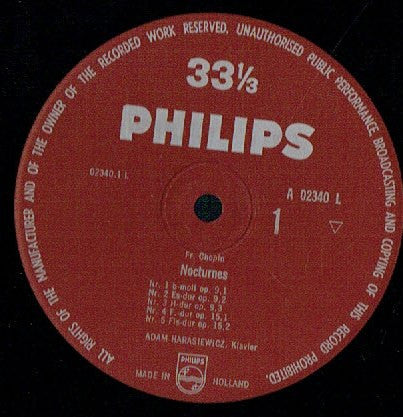 ALL RIGHTS OF THE MANUFACTURER AND OF THE OWNER OF THE RECORDED WORK RESERVED, UNAUTHORISED PUBLIC PERFORMANCE BROADCASTING AND COPYING OF THIS RECORD PROHIBITED.
33⅓
PHILIPS
02340.1 L
A 02340 L
1
Fr. Chopin
Nocturnes
Nr. 1 b-moll op. 9,1
Nr. 2 Es-dur op. 9,2
Nr. 3 H-dur op. 9,3
Nr. 4 F-dur op. 15,1
Nr. 5 Fis-dur op. 15,2
ADAM HARASIEWICZ, Klavier
PHILIPS
MADE IN HOLLAND